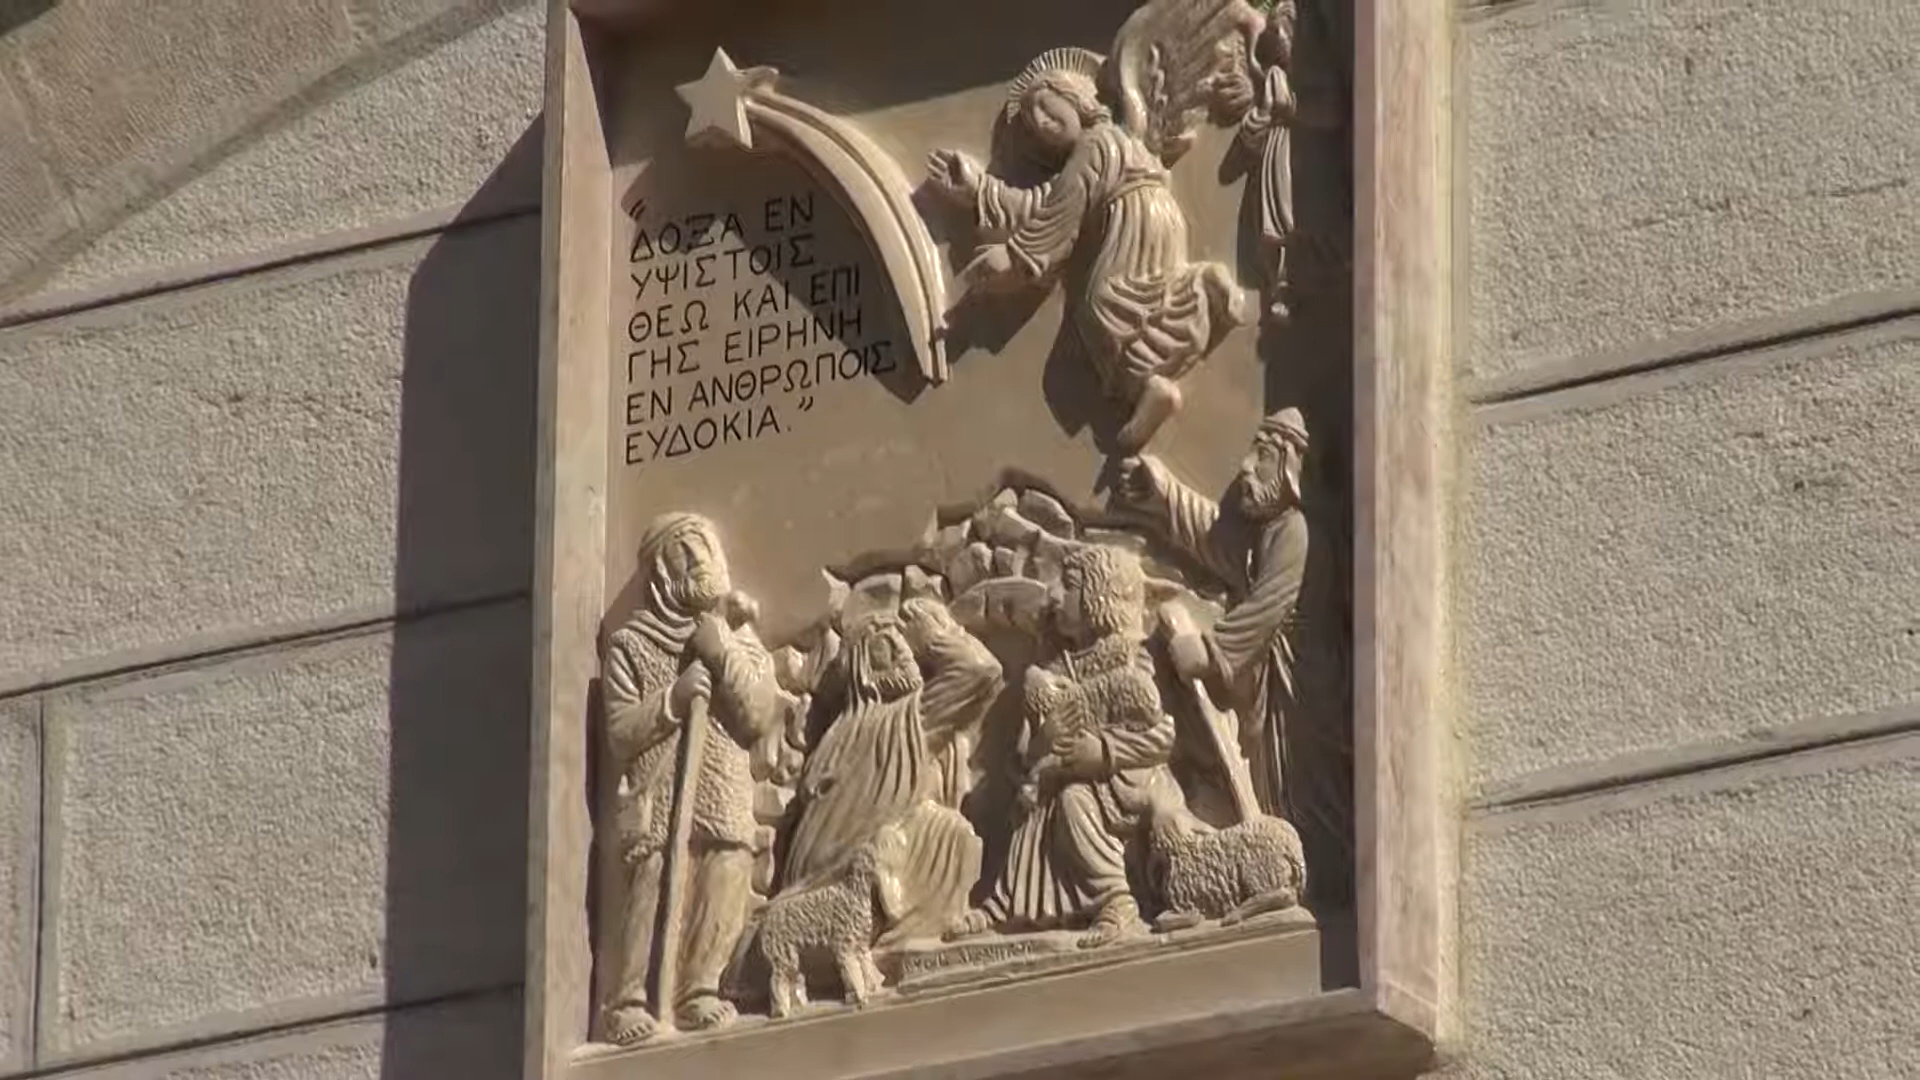 “ΔΟΞΑ ΕΝ
ΥΨΙΣΤΟΙΣ
ΘΕΩ ΚΑΙ ΕΠΙ
ΓΗΣ ΕΙΡΗΝΗ
ΕΝ ΑΝΘΡΩΠΟΙΣ
ΕΥΔΟΚΙΑ.”